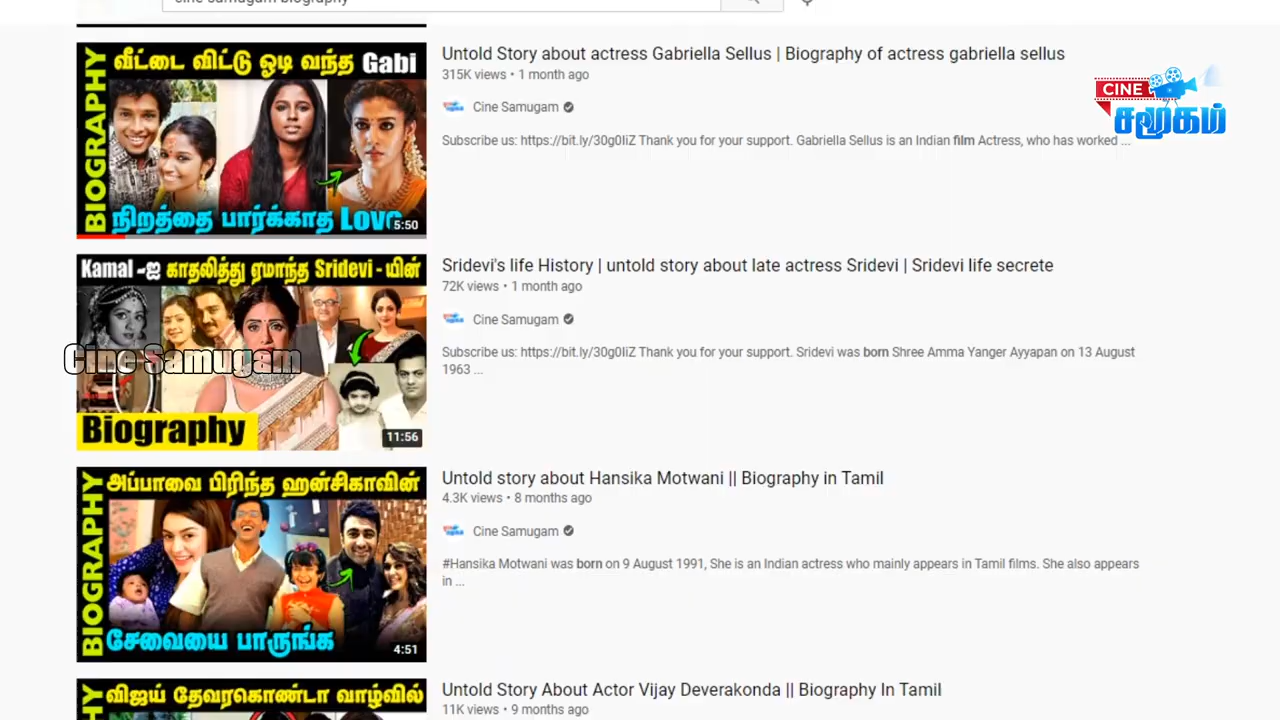 cine samugam biography
BIOGRAPHY
வீட்டை விட்டு ஓடி வந்த Gabi
நிறத்தை பார்க்காத Love
5:50
Untold Story about actress Gabriella Sellus | Biography of actress gabriella sellus
315K views • 1 month ago
Cine Samugam
Subscribe us: https://bit.ly/30g0IiZ Thank you for your support. Gabriella Sellus is an Indian film Actress, who has worked ...
CINE
சமூகம்
Kamal -ஐ காதலித்து ஏமாந்த Sridevi - யின்
Biography
11:56
Sridevi's life History | untold story about late actress Sridevi | Sridevi life secrete
72K views • 1 month ago
Cine Samugam
Subscribe us: https://bit.ly/30g0IiZ Thank you for your support. Sridevi was born Shree Amma Yanger Ayyapan on 13 August
1963 ...
Cine Samugam
BIOGRAPHY
அப்பாவை பிரிந்த ஹன்சிகாவின்
சேவையை பாருங்க
4:51
Untold story about Hansika Motwani || Biography in Tamil
4.3K views • 8 months ago
Cine Samugam
#Hansika Motwani was born on 9 August 1991, She is an Indian actress who mainly appears in Tamil films. She also appears
in ...
விஜய் தேவரகொண்டா வாழ்வில்
Untold Story About Actor Vijay Deverakonda || Biography In Tamil
11K views • 9 months ago